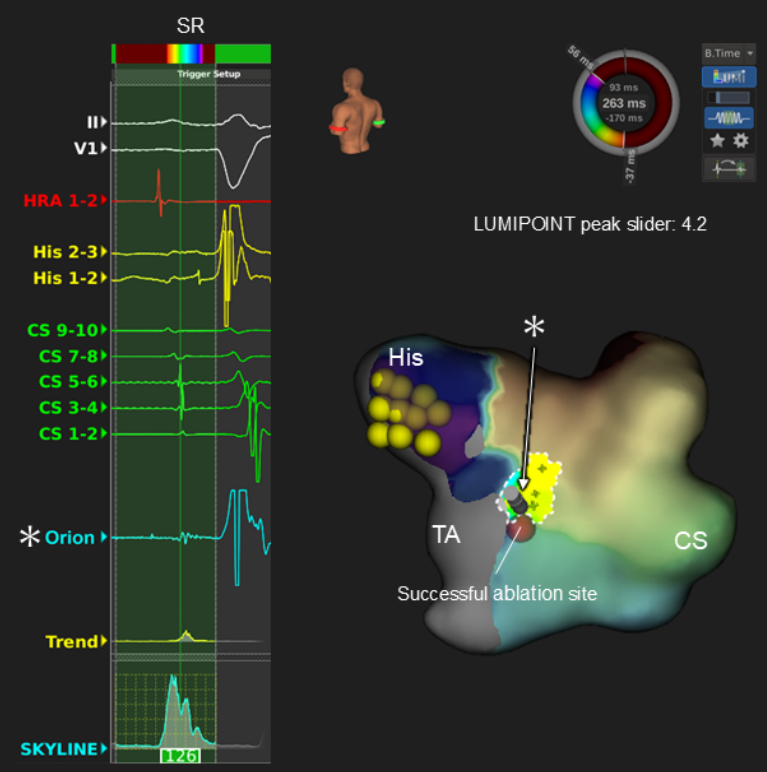 SR
Trigger Setup
II
V1
HRA 1-2
His 2-3
His 1-2
CS 9-10
CS 7-8
CS 5-6
CS 3-4
CS 1-2
* Orion
Trend
SKYLINE
126
56 ms
93 ms
263 ms
-170 ms
-37 ms
B.Time
Lumi
LUMIPOINT peak slider: 4.2
*
His
TA
CS
Successful ablation site